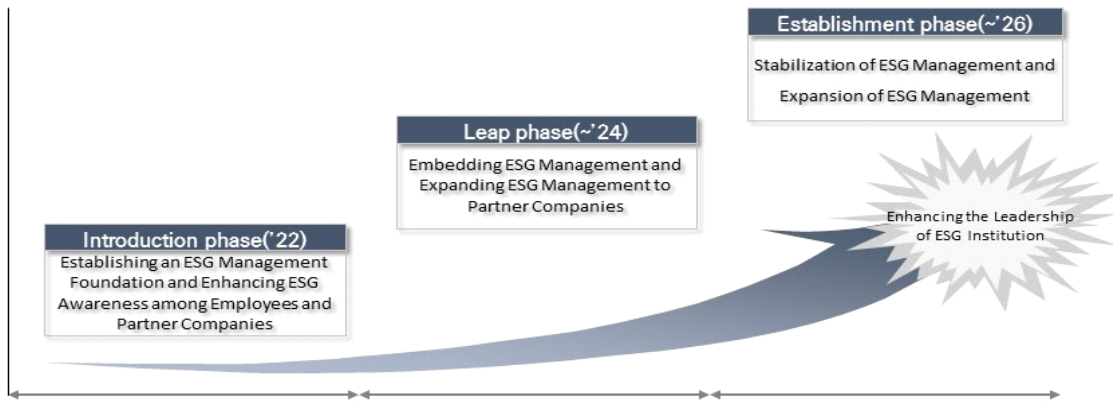 Establishment phase(~'26)
Stabilization of ESG Management and
Expansion of ESG Management
Leap phase(~'24)
Embedding ESG Management and
Expanding ESG Management to
Partner Companies
Enhancing the Leadership
of ESG Institution
Introduction phase('22)
Establishing an ESG Management
Foundation and Enhancing ESG
Awareness among Employees and
Partner Companies